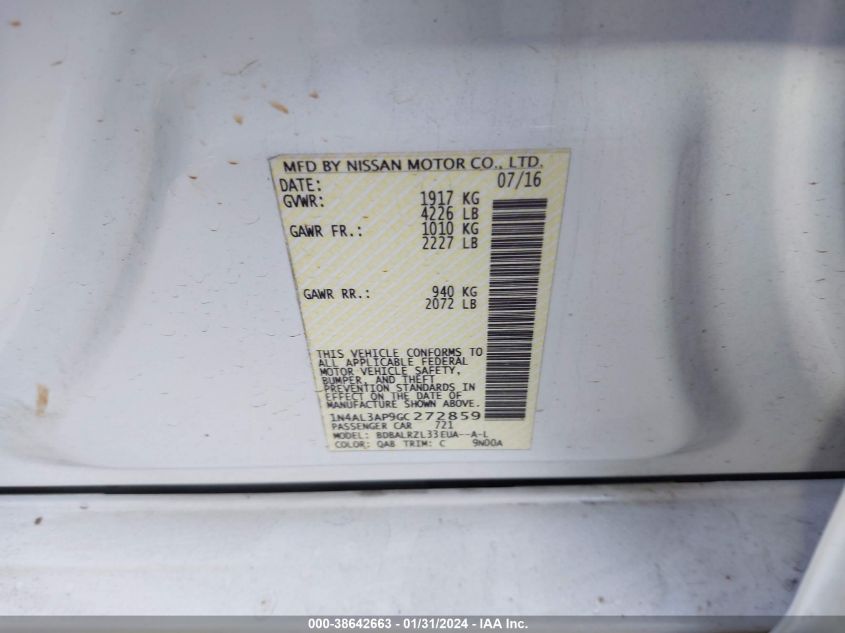 MFD BY NISSAN MOTOR CO., LTD.
DATE: 07/16
GVWR: 1917 KG
4226 LB
GAWR FR.: 1010 KG
2227 LB
GAWR RR.: 940 KG
2072 LB
THIS VEHICLE CONFORMS TO
ALL APPLICABLE FEDERAL
MOTOR VEHICLE SAFETY,
BUMPER, AND THEFT
PREVENTION STANDARDS IN
EFFECT ON THE DATE OF
MANUFACTURE SHOWN ABOVE.
1N4AL3AP9GC272859
PASSENGER CAR 721
MODEL: BDBALRZL33EUA--A-L
COLOR: QAB TRIM: C 9N00A
000-38642663 - 01/31/2024 - IAA Inc.